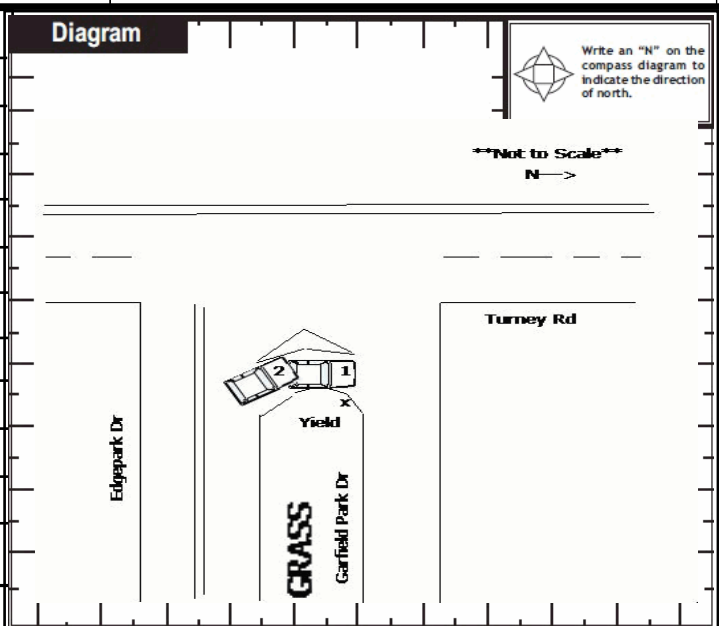 Diagram
Write an “N” on the
compass diagram to
indicate the direction
of north.
**Not to Scale**
N—>
Turney Rd
2
1
x
Yield
Edgepark Dr
GRASS
Garfield Park Dr